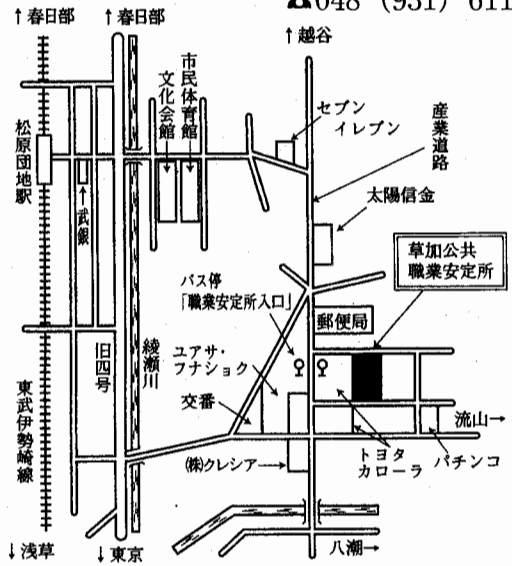 ☎048 (931) 611
↑春日部
↑春日部
↑越谷
市民体育館
文化会館
セブン
イレブン
産業道路
松原団地駅
↑武銀
太陽信金
草加公共
職業安定所
バス停
「職業安定所入口」
郵便局
旧四号
綾瀬川
ユアサ・
フナショク
交番
東武伊勢崎線
流山→
(株)クレシア→
トヨタ
カローラ
パチンコ
↓浅草
↓東京
八潮→